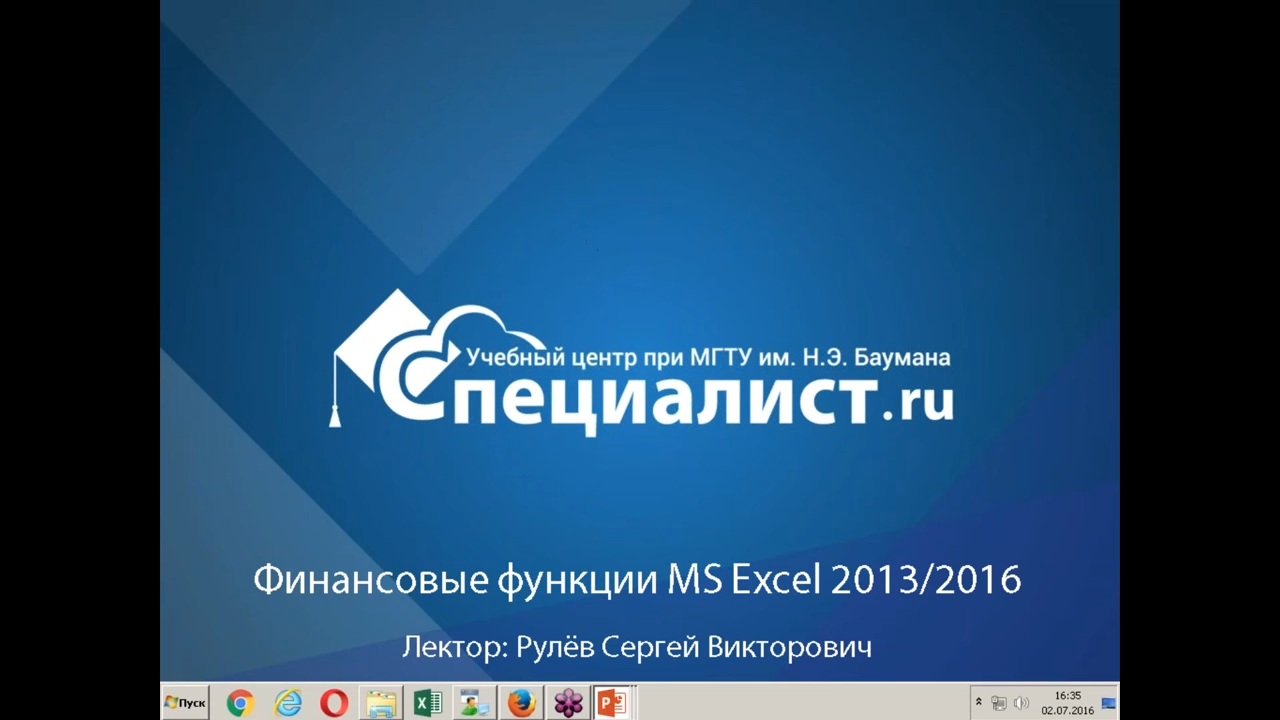 Учебный центр при МГТУ им. Н.Э. Баумана
Специалист.ru
Финансовые функции MS Excel 2013/2016
Лектор: Рулёв Сергей Викторович
Пуск
16:35
02.07.2016